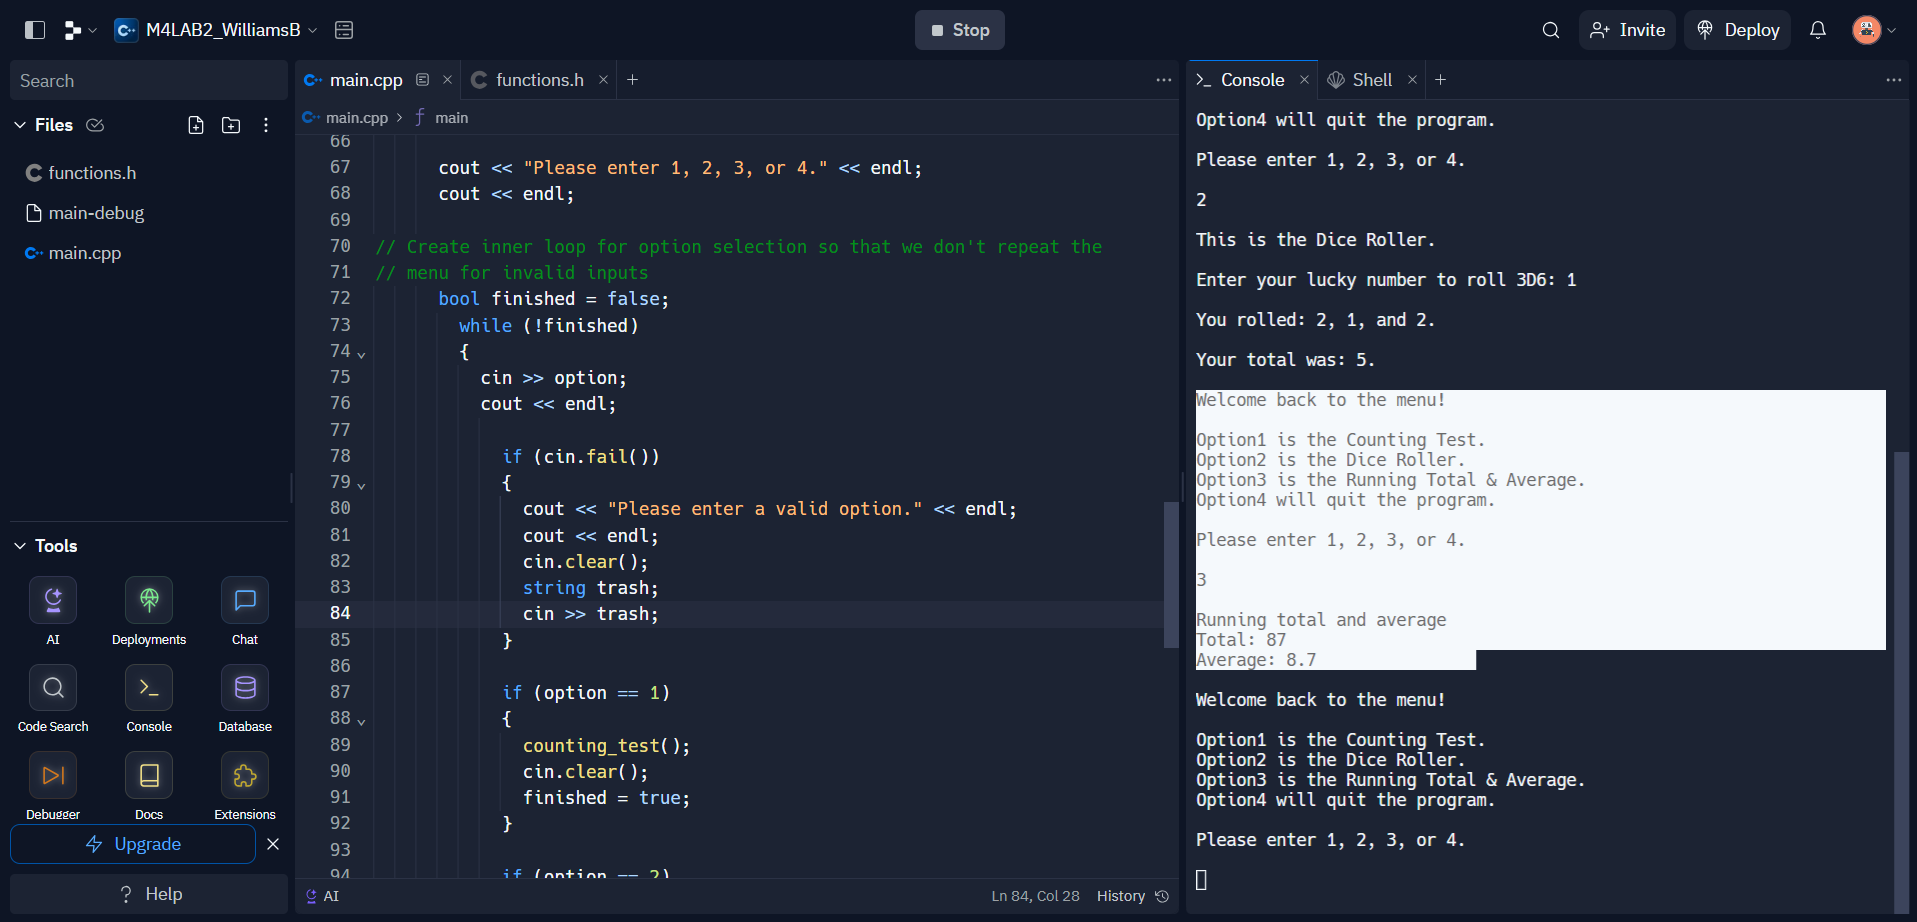 M4LAB2_WilliamsB
Stop
Invite
Deploy
Search
Files
functions.h
main-debug
main.cpp
Tools
AI
Deployments
Chat
Code Search
Console
Database
Debugger
Docs
Extensions
Upgrade
? Help
main.cpp
functions.h
main.cpp > f main
66
67 cout << "Please enter 1, 2, 3, or 4." << endl;
68 cout << endl;
69
70 // Create inner loop for option selection so that we don't repeat the
71 // menu for invalid inputs
72 bool finished = false;
73 while (!finished)
74 {
75 cin >> option;
76 cout << endl;
77
78 if (cin.fail())
79 {
80 cout << "Please enter a valid option." << endl;
81 cout << endl;
82 cin.clear();
83 string trash;
84 cin >> trash;
85 }
86
87 if (option == 1)
88 {
89 counting_test();
90 cin.clear();
91 finished = true;
92 }
93
94 if (option == 2)
AI
Ln 84, Col 28
History
Console
Shell
Option4 will quit the program.
Please enter 1, 2, 3, or 4.
2
This is the Dice Roller.
Enter your lucky number to roll 3D6: 1
You rolled: 2, 1, and 2.
Your total was: 5.
Welcome back to the menu!
Option1 is the Counting Test.
Option2 is the Dice Roller.
Option3 is the Running Total & Average.
Option4 will quit the program.
Please enter 1, 2, 3, or 4.
3
Running total and average
Total: 87
Average: 8.7
Welcome back to the menu!
Option1 is the Counting Test.
Option2 is the Dice Roller.
Option3 is the Running Total & Average.
Option4 will quit the program.
Please enter 1, 2, 3, or 4.